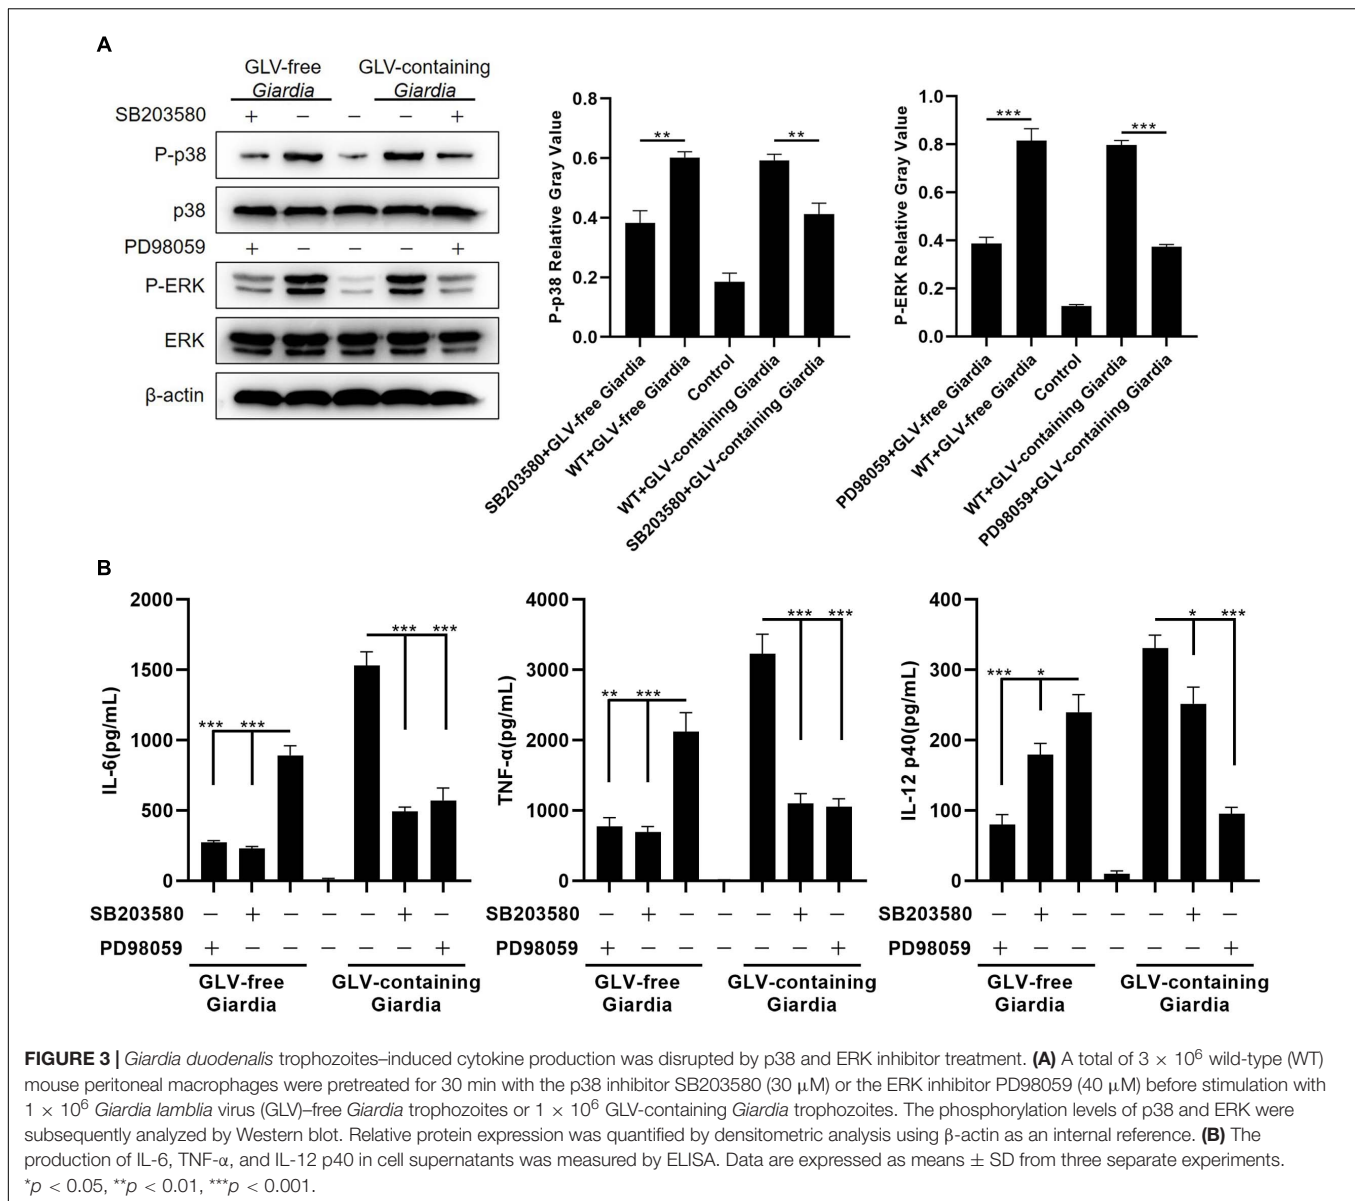 A
GLV-free GLV-containing
Giardia Giardia
SB203580 + − − − +
P-p38
p38
PD98059 + − − − +
P-ERK
ERK
β-actin
P-p38 Relative Gray Value
0.8
0.6
0.4
0.2
0.0
** **
SB203580+GLV-free Giardia
WT+GLV-free Giardia
Control
WT+GLV-containing Giardia
SB203580+GLV-containing Giardia
P-ERK Relative Gray Value
1.0
0.8
0.6
0.4
0.2
0.0
*** ***
PD98059+GLV-free Giardia
WT+GLV-free Giardia
Control
WT+GLV-containing Giardia
PD98059+GLV-containing Giardia
B
IL-6(pg/mL)
2000
1500
1000
500
0
*** *** *** ***
SB203580 − + − − − + −
PD98059 + − − − − − +
GLV-free GLV-containing
Giardia Giardia
TNF-α(pg/mL)
4000
3000
2000
1000
0
** *** *** ***
SB203580 − + − − − + −
PD98059 + − − − − − +
GLV-free GLV-containing
Giardia Giardia
IL-12 p40(pg/mL)
400
300
200
100
0
*** * * ***
SB203580 − + − − − + −
PD98059 + − − − − − +
GLV-free GLV-containing
Giardia Giardia
FIGURE 3 | Giardia duodenalis trophozoites–induced cytokine production was disrupted by p38 and ERK inhibitor treatment. (A) A total of 3 × 10⁶ wild-type (WT)
mouse peritoneal macrophages were pretreated for 30 min with the p38 inhibitor SB203580 (30 μM) or the ERK inhibitor PD98059 (40 μM) before stimulation with
1 × 10⁶ Giardia lamblia virus (GLV)–free Giardia trophozoites or 1 × 10⁶ GLV-containing Giardia trophozoites. The phosphorylation levels of p38 and ERK were
subsequently analyzed by Western blot. Relative protein expression was quantified by densitometric analysis using β-actin as an internal reference. (B) The
production of IL-6, TNF-α, and IL-12 p40 in cell supernatants was measured by ELISA. Data are expressed as means ± SD from three separate experiments.
*p < 0.05, **p < 0.01, ***p < 0.001.